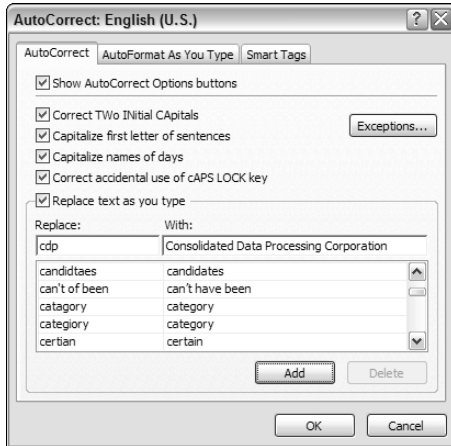 AutoCorrect: English (U.S.)
AutoCorrect AutoFormat As You Type Smart Tags
Show AutoCorrect Options buttons
Correct TWo INitial CApitals
Exceptions...
Capitalize first letter of sentences
Capitalize names of days
Correct accidental use of cAPS LOCK key
Replace text as you type
Replace: With:
cdp Consolidated Data Processing Corporation
candidtaes candidates
can't of been can't have been
catagory category
categiory category
certian certain
Add Delete
OK Cancel